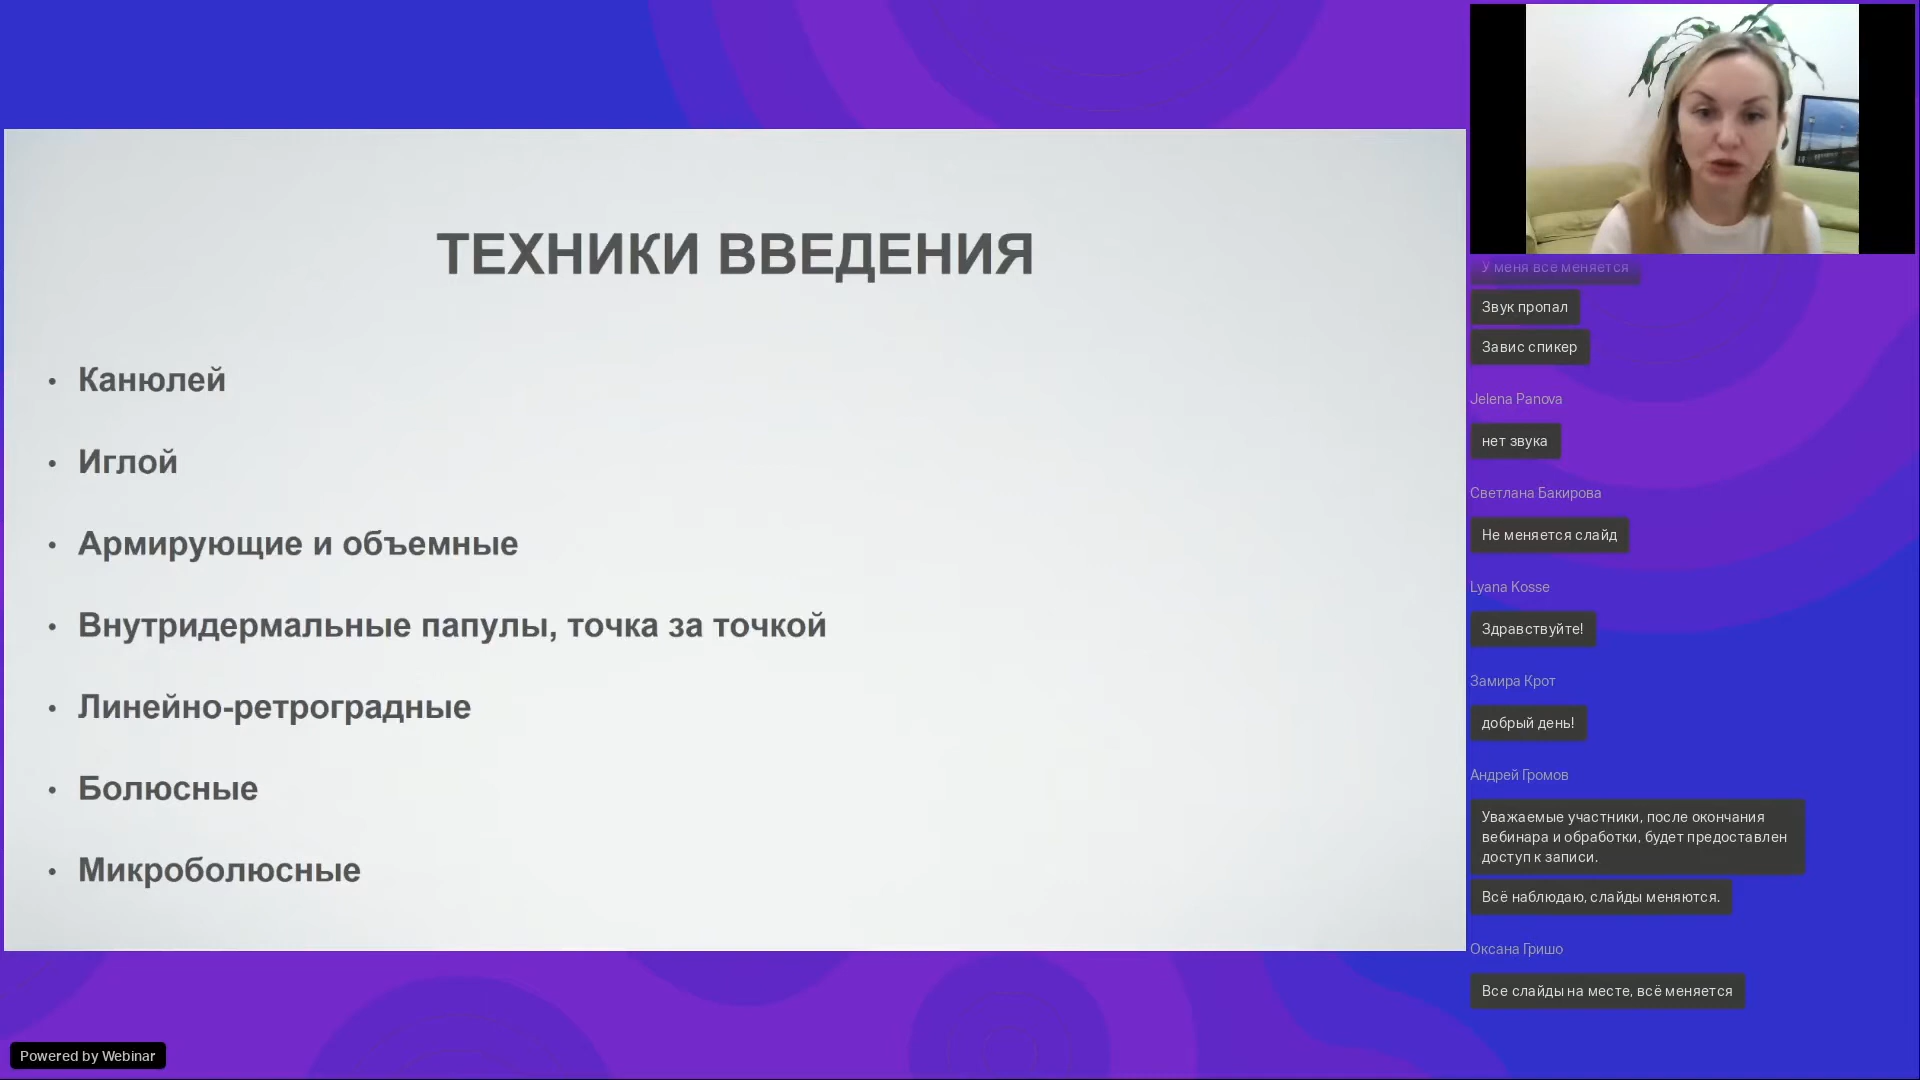 ТЕХНИКИ ВВЕДЕНИЯ
• Канюлей
• Иглой
• Армирующие и объемные
• Внутридермальные папулы, точка за точкой
• Линейно-ретроградные
• Болюсные
• Микроболюсные
У меня все меняется
Звук пропал
Завис спикер
Jelena Panova
нет звука
Светлана Бакирова
Не меняется слайд
Lyana Kosse
Здравствуйте!
Замира Крот
добрый день!
Андрей Громов
Уважаемые участники, после окончания
вебинара и обработки, будет предоставлен
доступ к записи.
Всё наблюдаю, слайды меняются.
Оксана Гришо
Все слайды на месте, всё меняется
Powered by Webinar